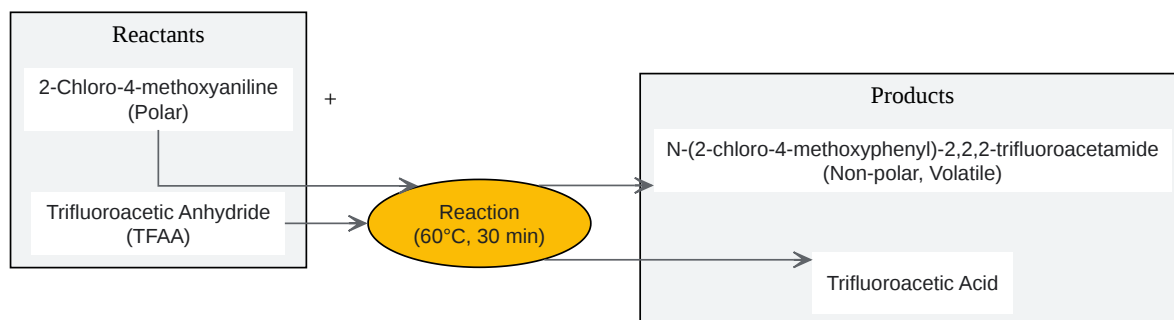 Reactants
2-Chloro-4-methoxyaniline
(Polar)
+
Trifluoroacetic Anhydride
(TFAA)
Reaction
(60°C, 30 min)
Products
N-(2-chloro-4-methoxyphenyl)-2,2,2-trifluoroacetamide
(Non-polar, Volatile)
Trifluoroacetic Acid